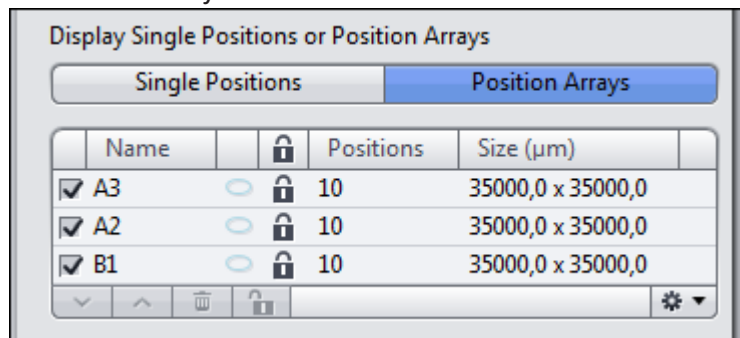 Display Single Positions or Position Arrays
Single Positions Position Arrays
Name Positions Size (µm)
A3 10 35000,0 x 35000,0
A2 10 35000,0 x 35000,0
B1 10 35000,0 x 35000,0